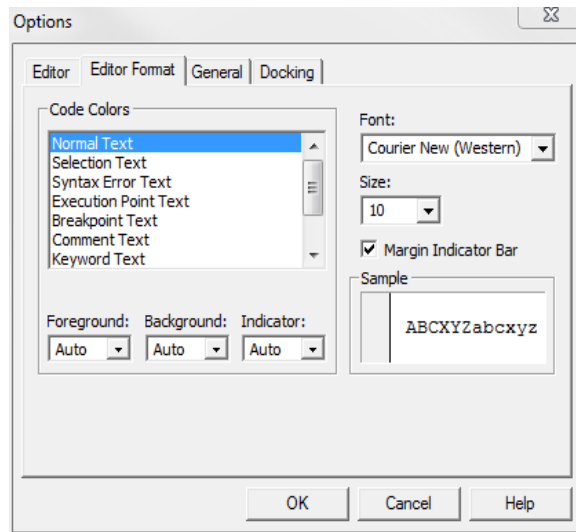 Options
Editor Editor Format General Docking
Code Colors
Normal Text
Selection Text
Syntax Error Text
Execution Point Text
Breakpoint Text
Comment Text
Keyword Text
Foreground: Background: Indicator:
Auto Auto Auto
Font:
Courier New (Western)
Size:
10
Margin Indicator Bar
Sample
ABCXYZabcxyz
OK Cancel Help